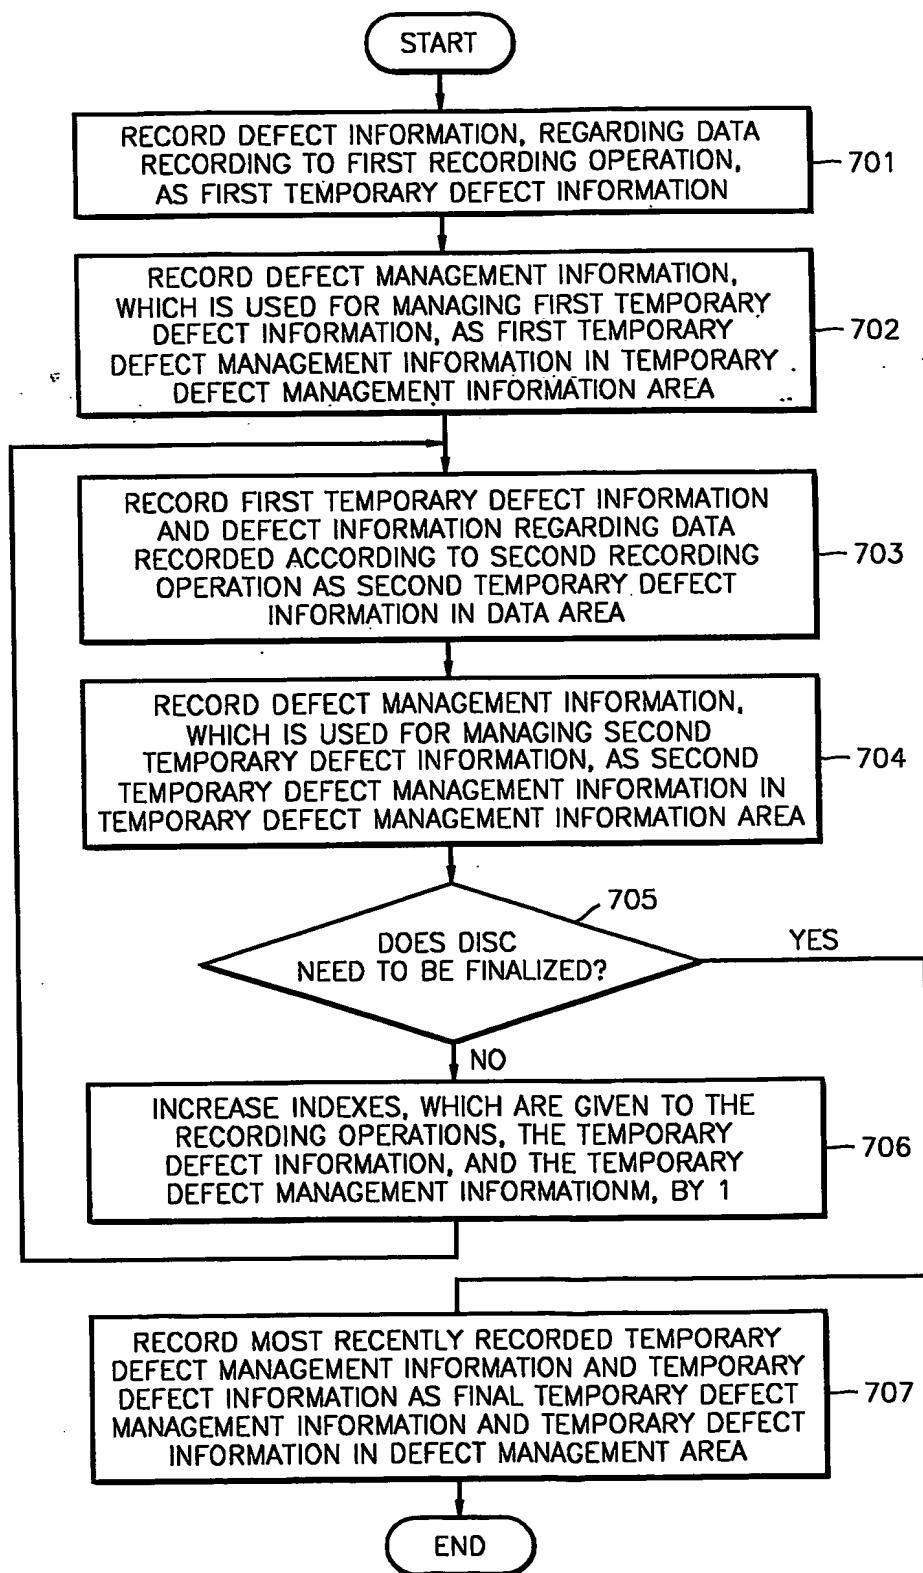 START
RECORD DEFECT INFORMATION, REGARDING DATA
RECORDING TO FIRST RECORDING OPERATION,
AS FIRST TEMPORARY DEFECT INFORMATION
701
RECORD DEFECT MANAGEMENT INFORMATION,
WHICH IS USED FOR MANAGING FIRST TEMPORARY
DEFECT INFORMATION, AS FIRST TEMPORARY
DEFECT MANAGEMENT INFORMATION IN TEMPORARY
DEFECT MANAGEMENT INFORMATION AREA
702
RECORD FIRST TEMPORARY DEFECT INFORMATION
AND DEFECT INFORMATION REGARDING DATA
RECORDED ACCORDING TO SECOND RECORDING
OPERATION AS SECOND TEMPORARY DEFECT
INFORMATION IN DATA AREA
703
RECORD DEFECT MANAGEMENT INFORMATION,
WHICH IS USED FOR MANAGING SECOND
TEMPORARY DEFECT INFORMATION, AS SECOND
TEMPORARY DEFECT MANAGEMENT INFORMATION IN
TEMPORARY DEFECT MANAGEMENT INFORMATION AREA
704
705
DOES DISC
NEED TO BE FINALIZED?
YES
NO
INCREASE INDEXES, WHICH ARE GIVEN TO THE
RECORDING OPERATIONS, THE TEMPORARY
DEFECT INFORMATION, AND THE TEMPORARY
DEFECT MANAGEMENT INFORMATIONM, BY 1
706
RECORD MOST RECENTLY RECORDED TEMPORARY
DEFECT MANAGEMENT INFORMATION AND TEMPORARY
DEFECT INFORMATION AS FINAL TEMPORARY DEFECT
MANAGEMENT INFORMATION AND TEMPORARY DEFECT
INFORMATION IN DEFECT MANAGEMENT AREA
707
END